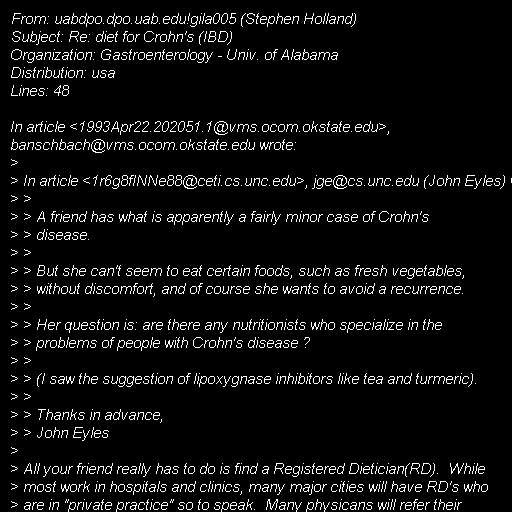 From: uabdpo.dpo.uab.edu!gila005 (Stephen Holland)
Subject: Re: diet for Crohn's (IBD)
Organization: Gastroenterology - Univ. of Alabama
Distribution: usa
Lines: 48

In article <1993Apr22.202051.1@vms.ocom.okstate.edu>,
banschbach@vms.ocom.okstate.edu wrote:
>
> In article <1r6g8fINNe88@ceti.cs.unc.edu>, jge@cs.unc.edu (John Eyles)
> >
> > A friend has what is apparently a fairly minor case of Crohn's
> > disease.
> >
> > But she can't seem to eat certain foods, such as fresh vegetables,
> > without discomfort, and of course she wants to avoid a recurrence.
> >
> > Her question is: are there any nutritionists who specialize in the
> > problems of people with Crohn's disease ?
> >
> > (I saw the suggestion of lipoxygnase inhibitors like tea and turmeric).
> >
> > Thanks in advance,
> > John Eyles
>
> All your friend really has to do is find a Registered Dietician(RD).  While
> most work in hospitals and clinics, many major cities will have RD's who
> are in "private practice" so to speak.  Many physicans will refer their